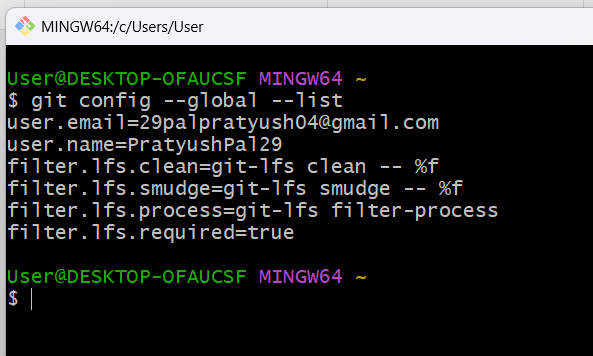 MINGW64:/c/Users/User
User@DESKTOP-OFAUCSF MINGW64 ~
$ git config --global --list
user.email=29palpratyush04@gmail.com
user.name=PratyushPal29
filter.lfs.clean=git-lfs clean -- %f
filter.lfs.smudge=git-lfs smudge -- %f
filter.lfs.process=git-lfs filter-process
filter.lfs.required=true
User@DESKTOP-OFAUCSF MINGW64 ~
$